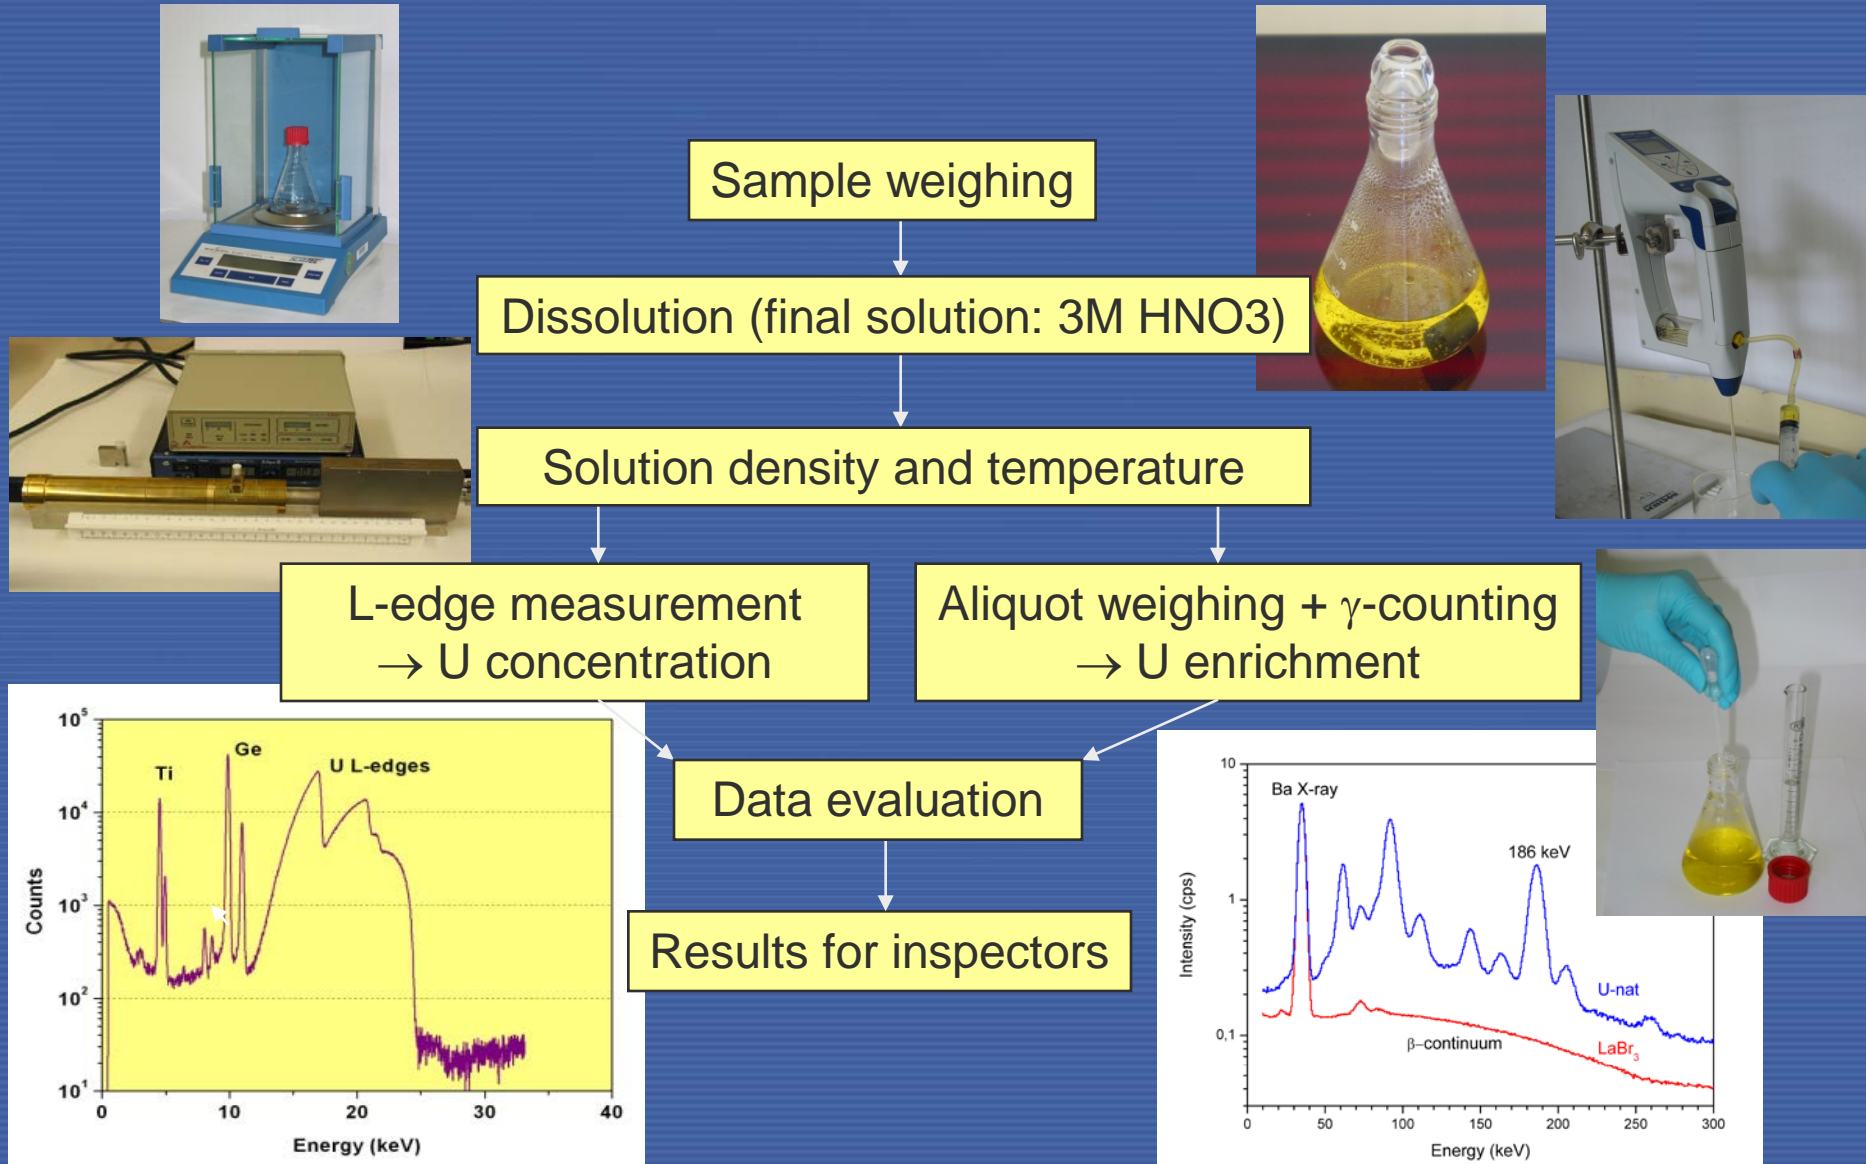 Sample weighing
Dissolution (final solution: 3M HNO3)
Solution density and temperature
L-edge measurement
→ U concentration
Aliquot weighing + γ-counting
→ U enrichment
Data evaluation
Results for inspectors
10⁵
10⁴
10³
10²
10¹
Counts
Ti
Ge
U L-edges
0
10
20
30
40
Energy (keV)
10
1
0,1
Intensity (cps)
Ba X-ray
186 keV
U-nat
β–continuum
LaBr₃
0
50
100
150
200
250
300
Energy (keV)